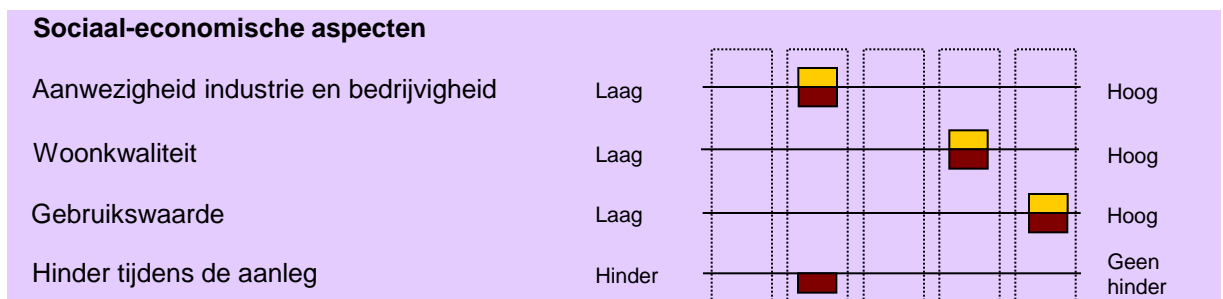 Sociaal-economische aspecten
Aanwezigheid industrie en bedrijvigheid Laag Hoog
Woonkwaliteit Laag Hoog
Gebruikswaarde Laag Hoog
Hinder tijdens de aanleg Hinder Geen
hinder